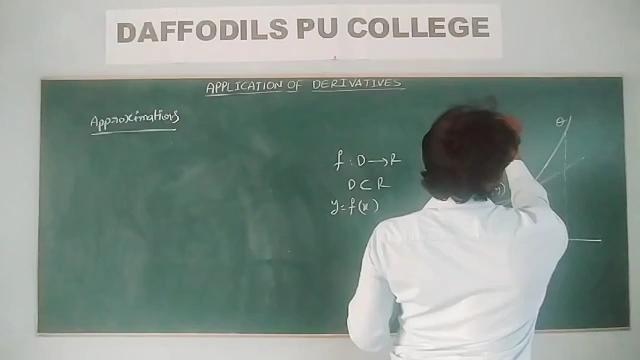 DAFFODILS PU COLLEGE
APPLICATION OF DERIVATIVES
Approximations
f : D → R
D ⊂ R
y = f(x)
Q